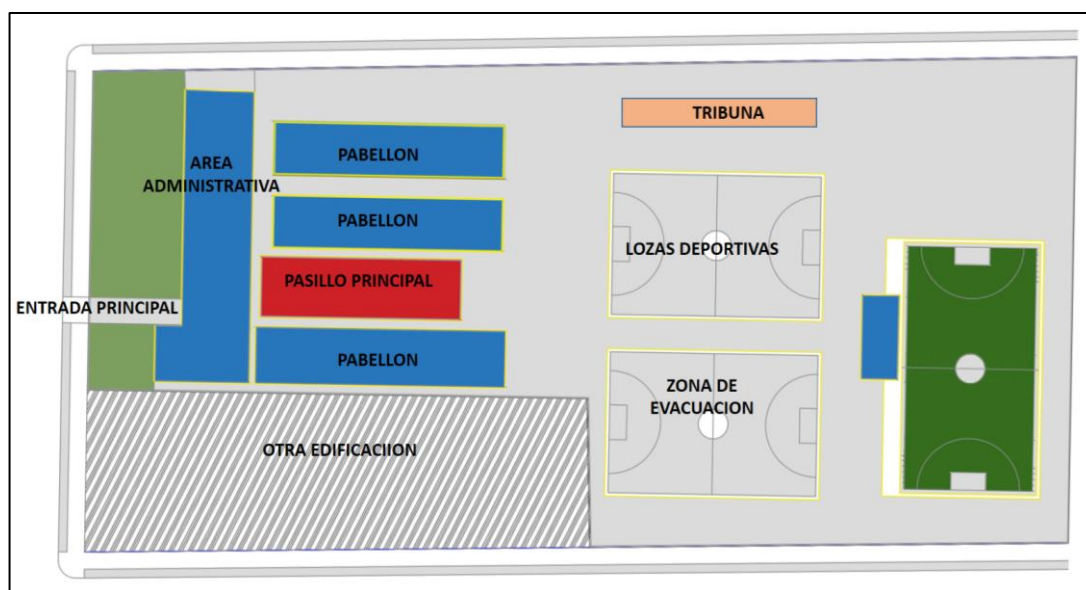 TRIBUNA
AREA
ADMINISTRATIVA
PABELLON
PABELLON
LOZAS DEPORTIVAS
PASILLO PRINCIPAL
ENTRADA PRINCIPAL
PABELLON
ZONA DE
EVACUACION
OTRA EDIFICACIION